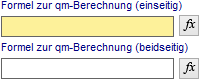 Formel zur qm-Berechnung (einseitig)
fx
Formel zur qm-Berechnung (beidseitig)
fx